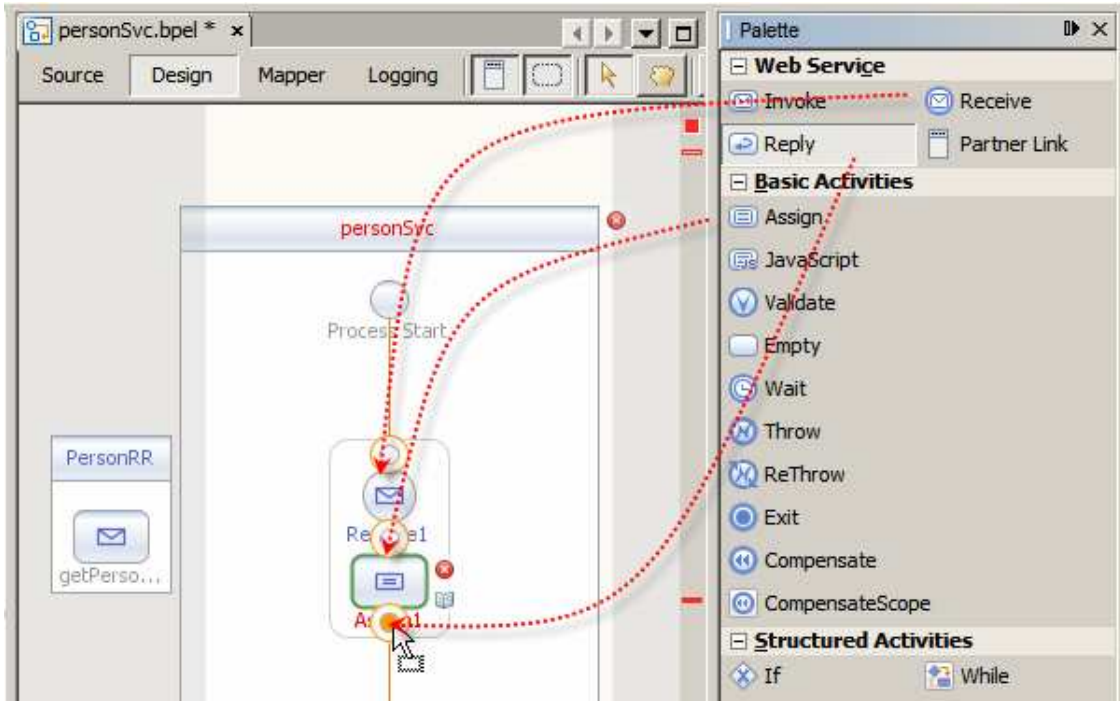 personSvc.bpel *
Source Design Mapper Logging
personSvc
Process Start
PersonRR
getPerso...
Palette
Web Service
Invoke Receive
Reply Partner Link
Basic Activities
Assign
JavaScript
Validate
Empty
Wait
Throw
ReThrow
Exit
Compensate
CompensateScope
Structured Activities
If While